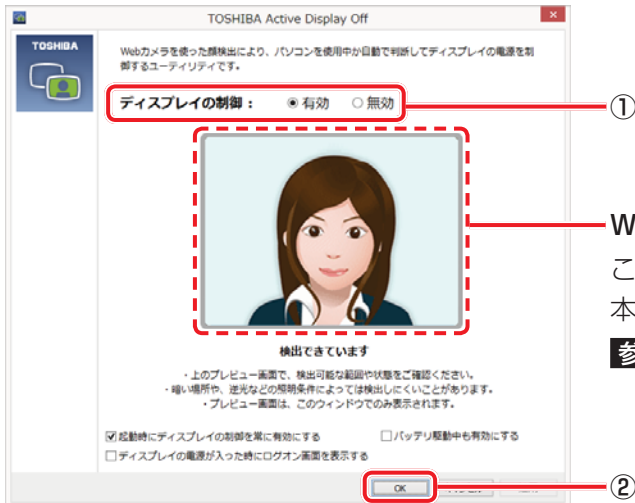 TOSHIBA Active Display Off
TOSHIBA
Webカメラを使った顔検出により、パソコンを使用中か自動で判断してディスプレイの電源を制
御するユーティリティです。
ディスプレイの制御： 有効 無効
①
W
こ
本
参
検出できています
・上のプレビュー画面で、検出可能な範囲や状態をご確認ください。
・暗い場所や、逆光などの照明条件によっては検出しにくいことがあります。
・プレビュー画面は、このウィンドウでのみ表示されます。
起動時にディスプレイの制御を常に有効にする バッテリ駆動中も有効にする
ディスプレイの電源が入った時にログオン画面を表示する
OK
②